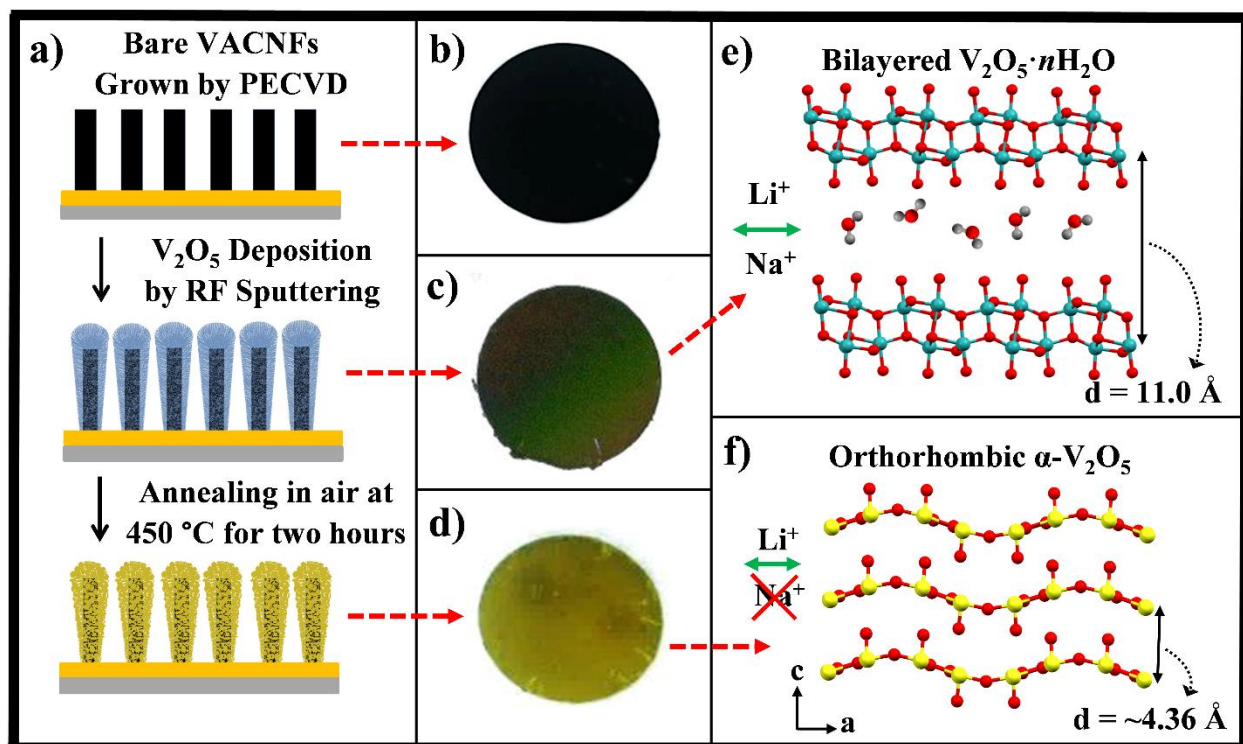 a)
Bare VACNFs
Grown by PECVD
V₂O₅ Deposition
by RF Sputtering
Annealing in air at
450 °C for two hours
b)
c)
d)
e)
Bilayered V₂O₅·nH₂O
Li⁺
Na⁺
d = 11.0 Å
f)
Orthorhombic α-V₂O₅
Li⁺
Na⁺
c
a
d = ~4.36 Å